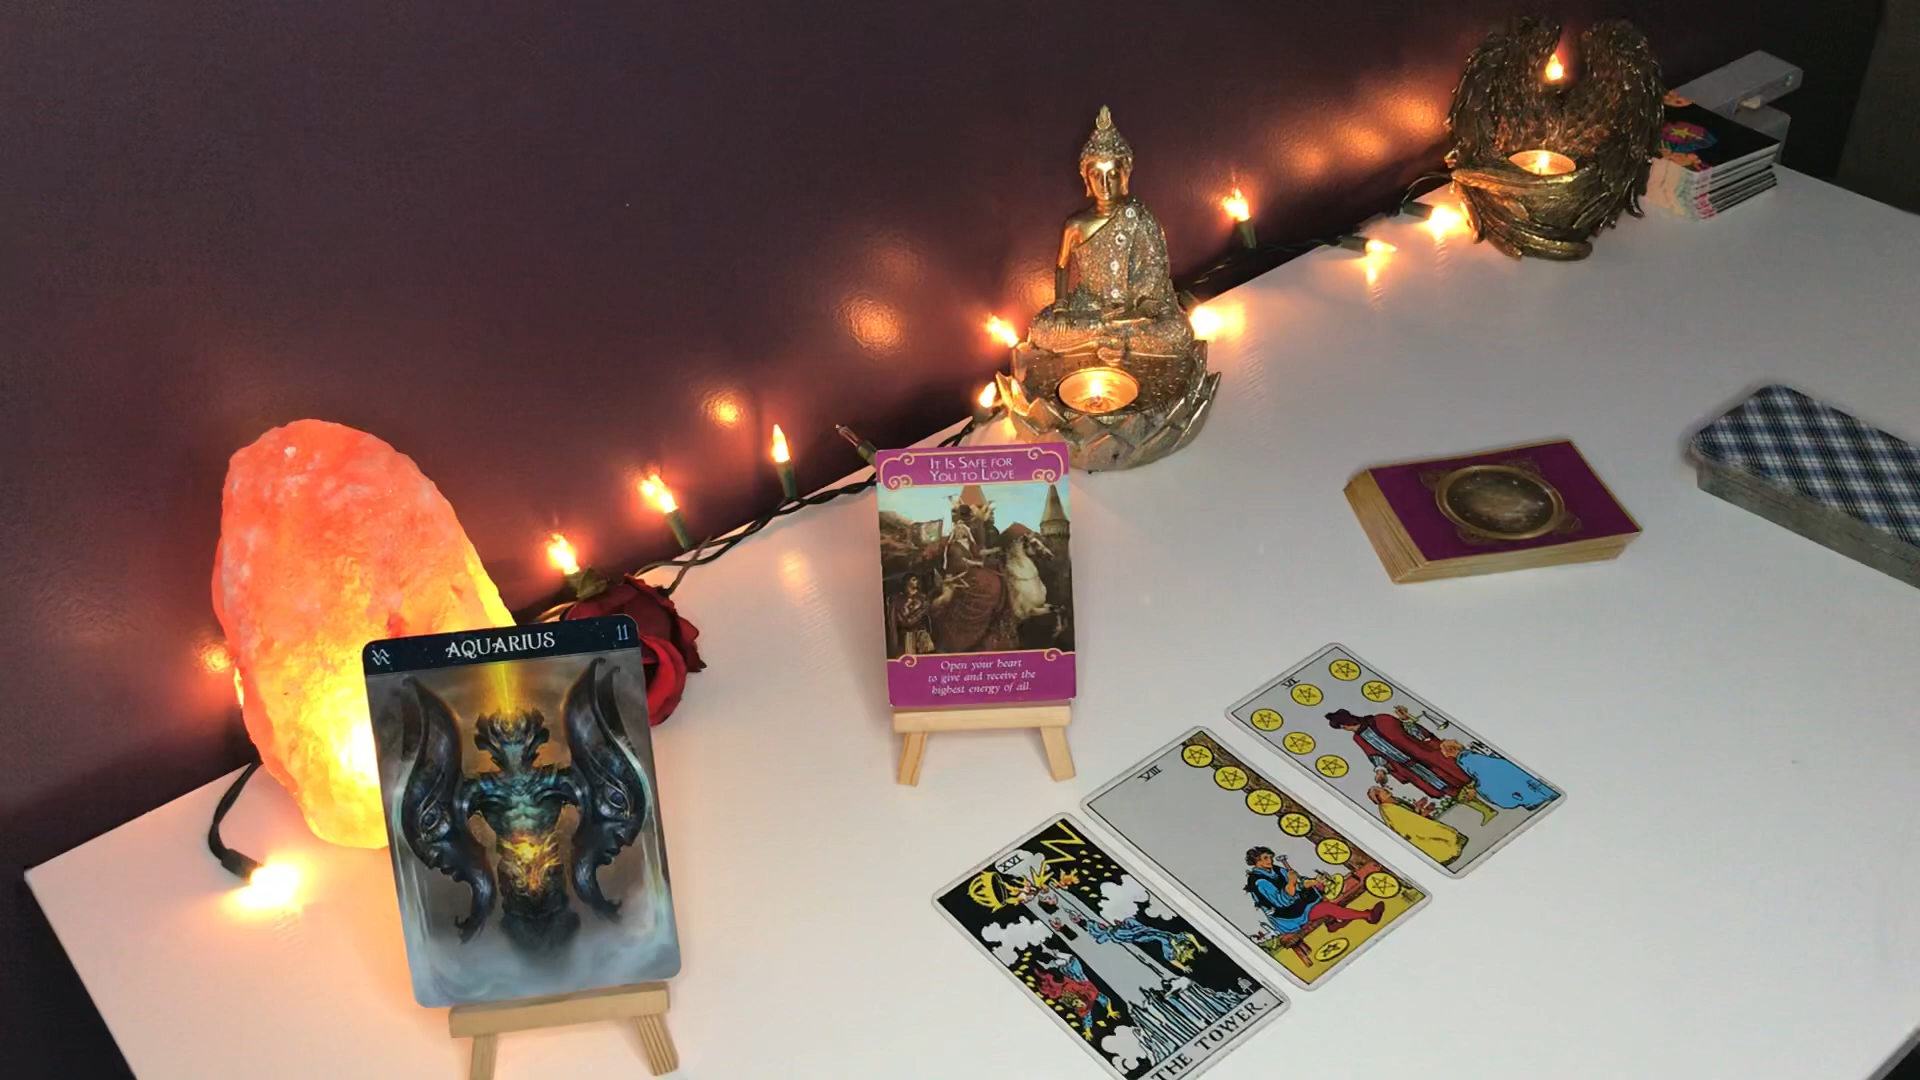 AQUARIUS
11
IT IS SAFE FOR
YOU TO LOVE
Open your heart
to give and receive the
highest energy of all.
XVI
THE TOWER.
VIII
VI